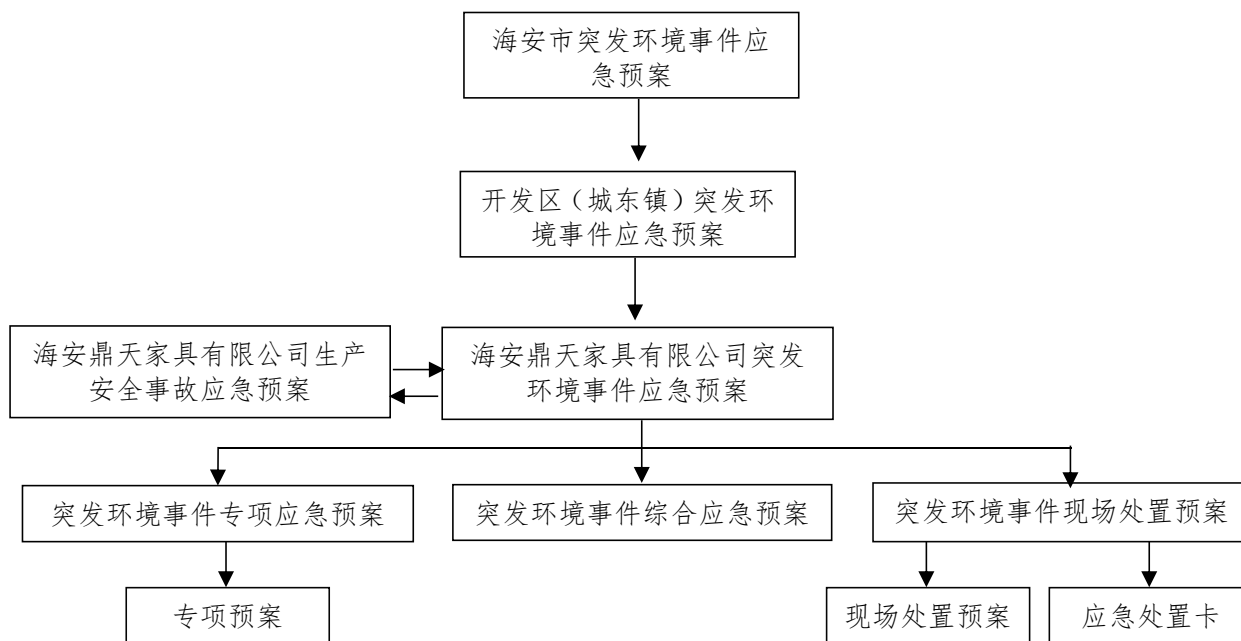 海安市突发环境事件应
急预案
开发区（城东镇）突发环
境事件应急预案
海安鼎天家具有限公司生产
安全事故应急预案
海安鼎天家具有限公司突发
环境事件应急预案
突发环境事件专项应急预案
突发环境事件综合应急预案
突发环境事件现场处置预案
专项预案
现场处置预案
应急处置卡